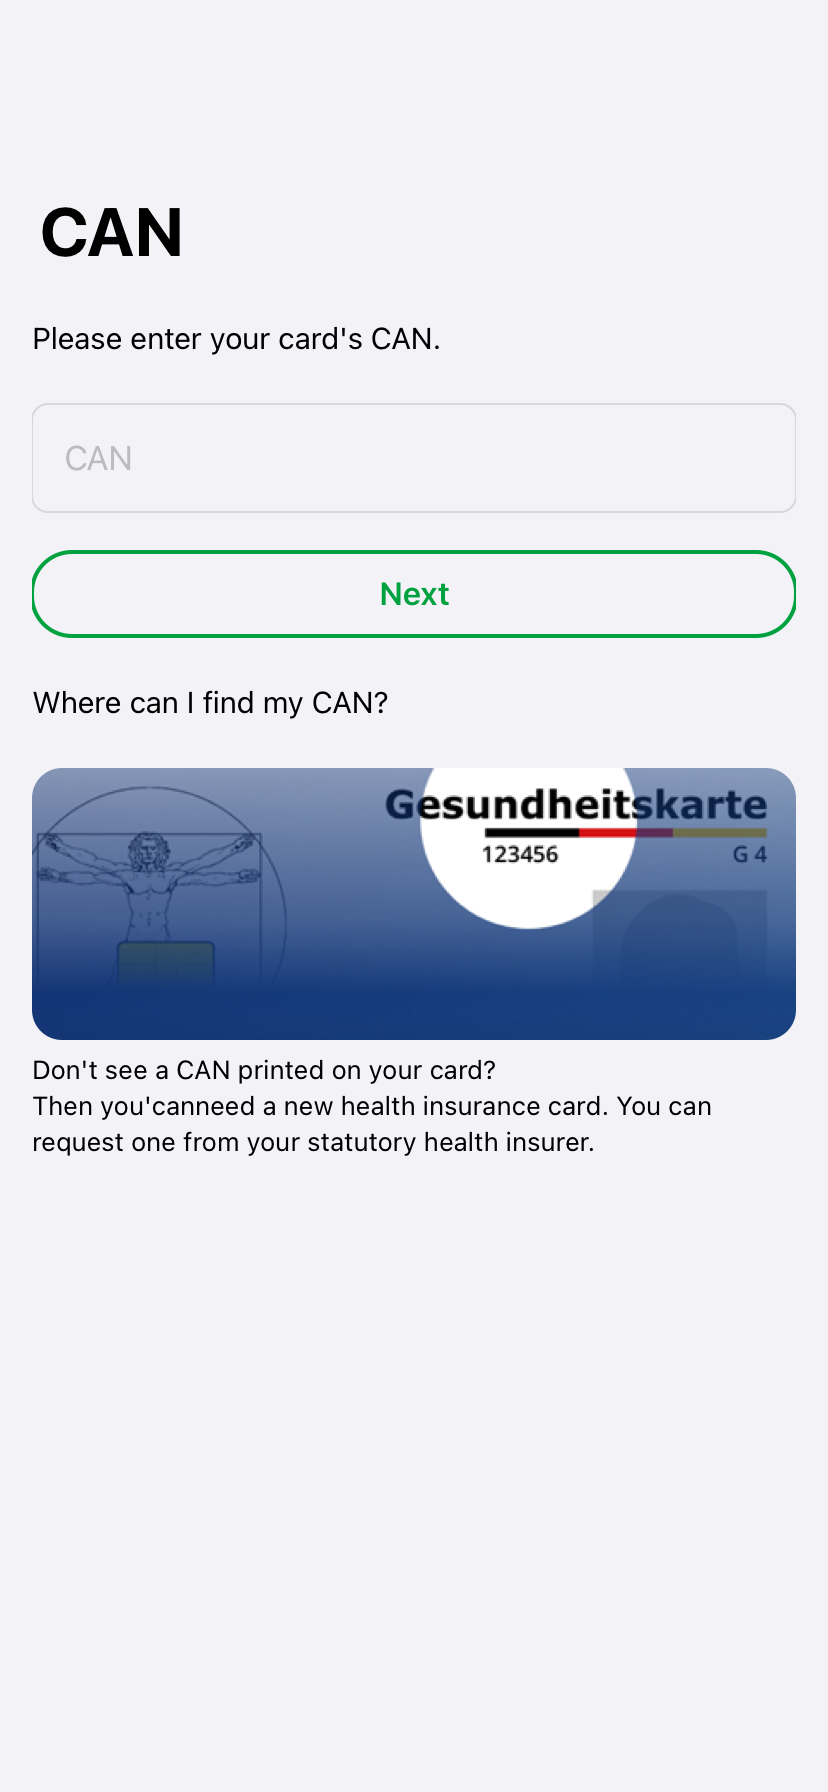 CAN
Please enter your card's CAN.
CAN
Next
Where can I find my CAN?
Gesundheitskarte
123456
G 4
Don't see a CAN printed on your card?
Then you'canneed a new health insurance card. You can
request one from your statutory health insurer.